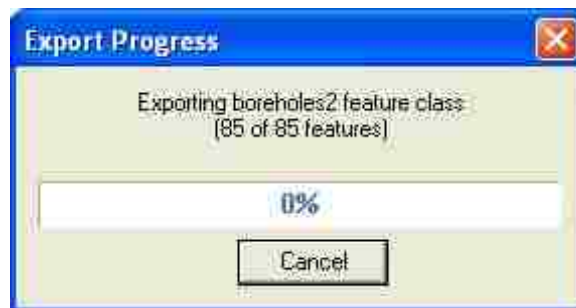 Export Progress
Exporting boreholes2 feature class
(85 of 85 features)
0%
Cancel